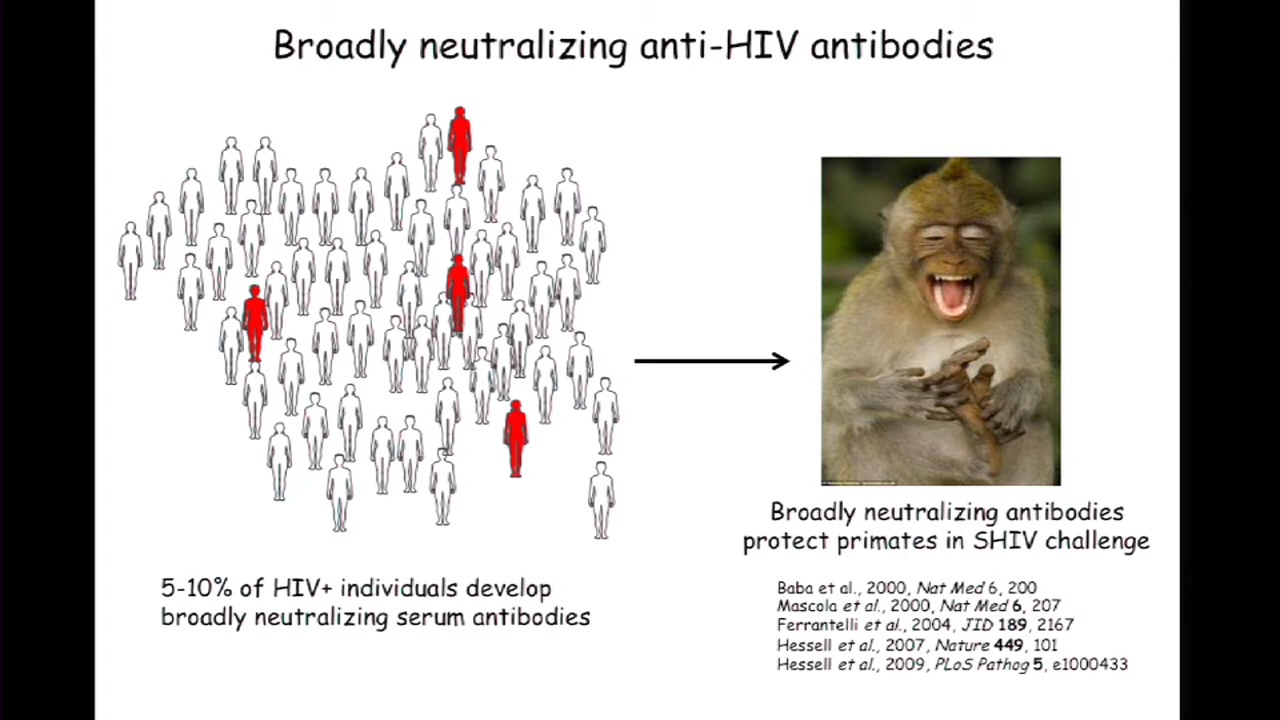 Broadly neutralizing anti-HIV antibodies
5-10% of HIV+ individuals develop
broadly neutralizing serum antibodies
Broadly neutralizing antibodies
protect primates in SHIV challenge
Baba et al., 2000, Nat Med 6, 200
Mascola et al., 2000, Nat Med 6, 207
Ferrantelli et al., 2004, JID 189, 2167
Hessell et al., 2007, Nature 449, 101
Hessell et al., 2009, PLoS Pathog 5, e1000433